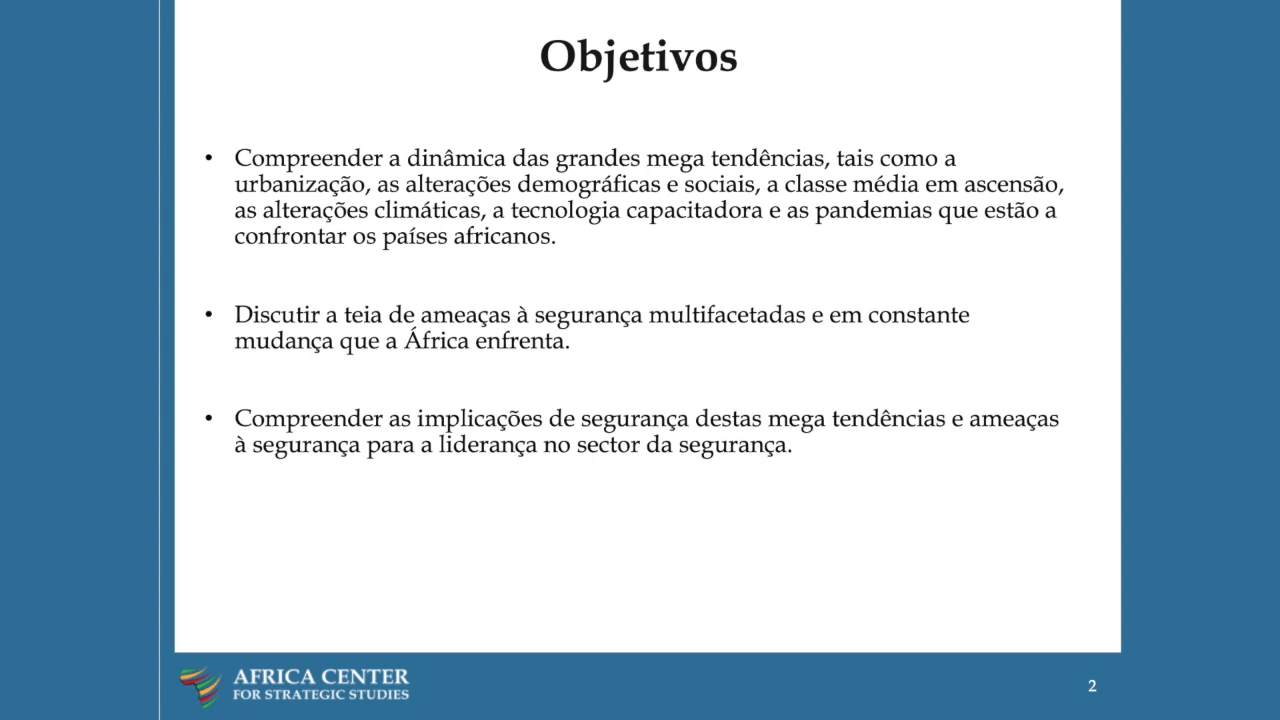 Objetivos
• Compreender a dinâmica das grandes mega tendências, tais como a
urbanização, as alterações demográficas e sociais, a classe média em ascensão,
as alterações climáticas, a tecnologia capacitadora e as pandemias que estão a
confrontar os países africanos.
• Discutir a teia de ameaças à segurança multifacetadas e em constante
mudança que a África enfrenta.
• Compreender as implicações de segurança destas mega tendências e ameaças
à segurança para a liderança no sector da segurança.
AFRICA CENTER
FOR STRATEGIC STUDIES
2